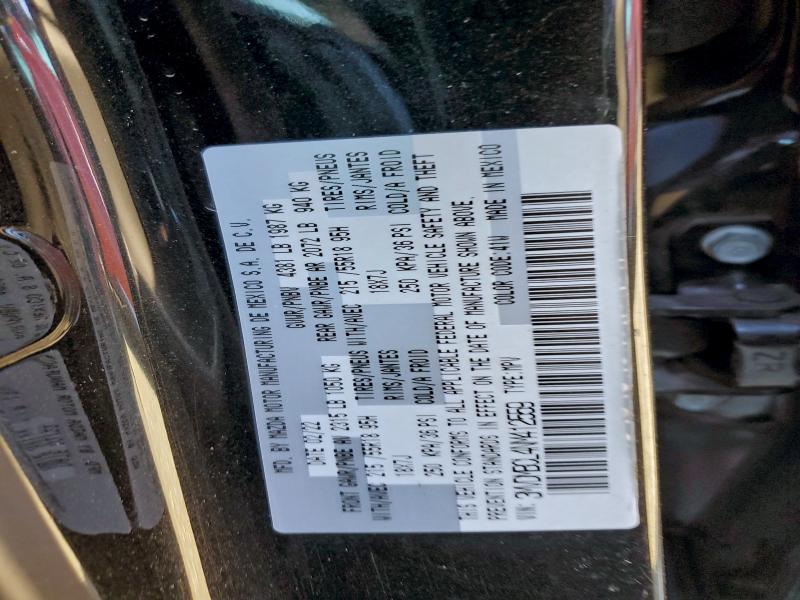 MFD. BY MAZDA MOTOR MANUFACTURING DE MEXICO S.A. DE C.V.
DATE 02/22 GVWR/PNBV 4381 LB 1987 KG
FRONT GAWR/PNBE AV 2315 LB 1050 KG REAR GAWR/PNBE AR 2072 LB 940 KG
WITH/AVEC 215/55R18 95H TIRES/PNEUS WITH/AVEC 215/55R18 95H TIRES/PNEUS
18X7J RIMS/JANTES 18X7J RIMS/JANTES
250 KPA/36 PSI COLD/A FROID 250 KPA/36 PSI COLD/A FROID
THIS VEHICLE CONFORMS TO ALL APPLICABLE FEDERAL MOTOR VEHICLE SAFETY AND THEFT
PREVENTION STANDARDS IN EFFECT ON THE DATE OF MANUFACTURE SHOWN ABOVE.
VIN: TYPE:MPV COLOR CODE:41W MADE IN MEXICO